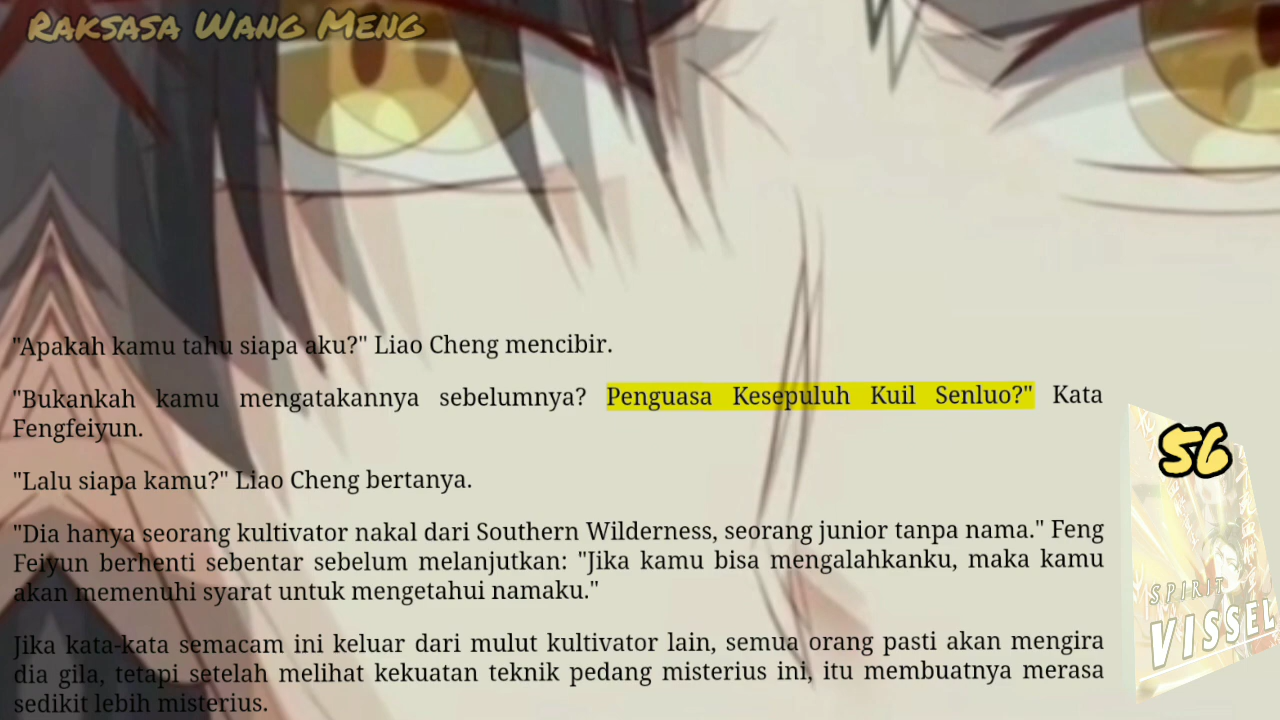 Raksasa Wang Meng
"Apakah kamu tahu siapa aku?" Liao Cheng mencibir.
"Bukankah kamu mengatakannya sebelumnya? Penguasa Kesepuluh Kuil Senluo?" Kata
Fengfeiyun.
"Lalu siapa kamu?" Liao Cheng bertanya.
"Dia hanya seorang kultivator nakal dari Southern Wilderness, seorang junior tanpa nama." Feng
Feiyun berhenti sebentar sebelum melanjutkan: "Jika kamu bisa mengalahkanku, maka kamu
akan memenuhi syarat untuk mengetahui namaku."
Jika kata-kata semacam ini keluar dari mulut kultivator lain, semua orang pasti akan mengira
dia gila, tetapi setelah melihat kekuatan teknik pedang misterius ini, itu membuatnya merasa
sedikit lebih misterius.
56
SPIRIT
VISSEL